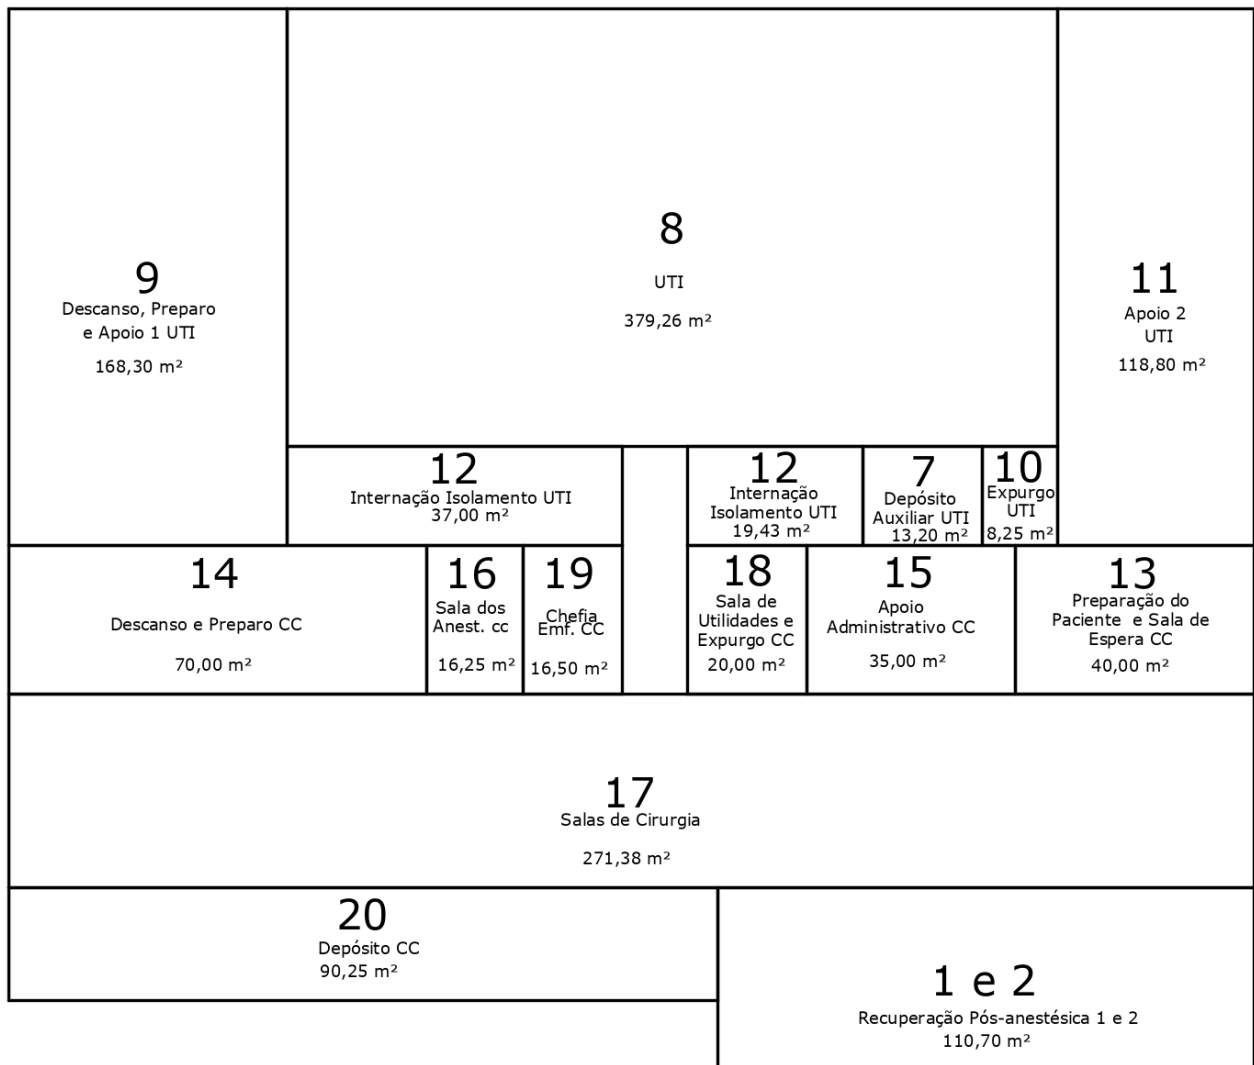 8
UTI
379,26 m²
9
Descanso, Preparo
e Apoio 1 UTI
168,30 m²
11
Apoio 2
UTI
118,80 m²
12
Internação Isolamento UTI
37,00 m²
12
Internação
Isolamento UTI
19,43 m²
7
Depósito
Auxiliar UTI
13,20 m²
10
Expurgo
UTI
8,25 m²
14
Descanso e Preparo CC
70,00 m²
16
Sala dos
Anest. cc
16,25 m²
19
Chefia
Emf. CC
16,50 m²
18
Sala de
Utilidades e
Expurgo CC
20,00 m²
15
Apoio
Administrativo CC
35,00 m²
13
Preparação do
Paciente e Sala de
Espera CC
40,00 m²
17
Salas de Cirurgia
271,38 m²
20
Depósito CC
90,25 m²
1 e 2
Recuperação Pós-anestésica 1 e 2
110,70 m²